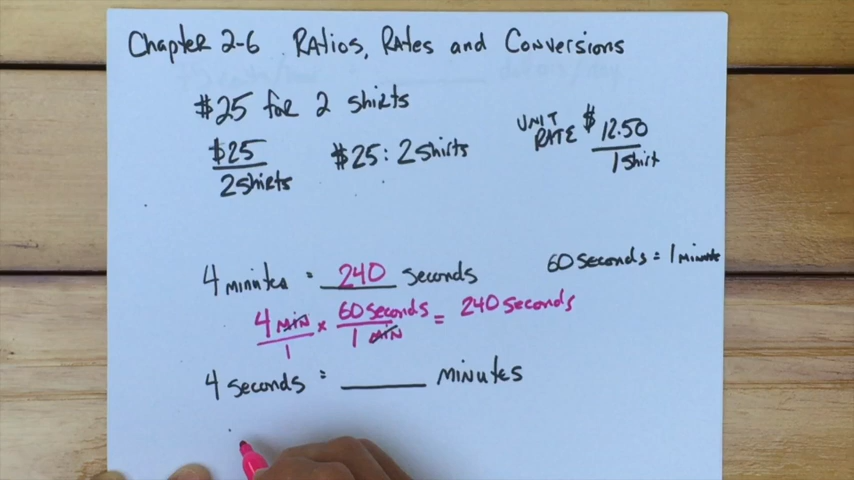 Chapter 2-6 Ratios, Rates and Conversions
$25 for 2 shirts
$25
2 shirts
$25 : 2 shirts
UNIT
RATE
$12.50
1 shirt
4 minutes = 240 seconds
60 seconds = 1 minute
4 MIN / 1 x 60 seconds / 1 MIN = 240 seconds
4 seconds = ______ minutes